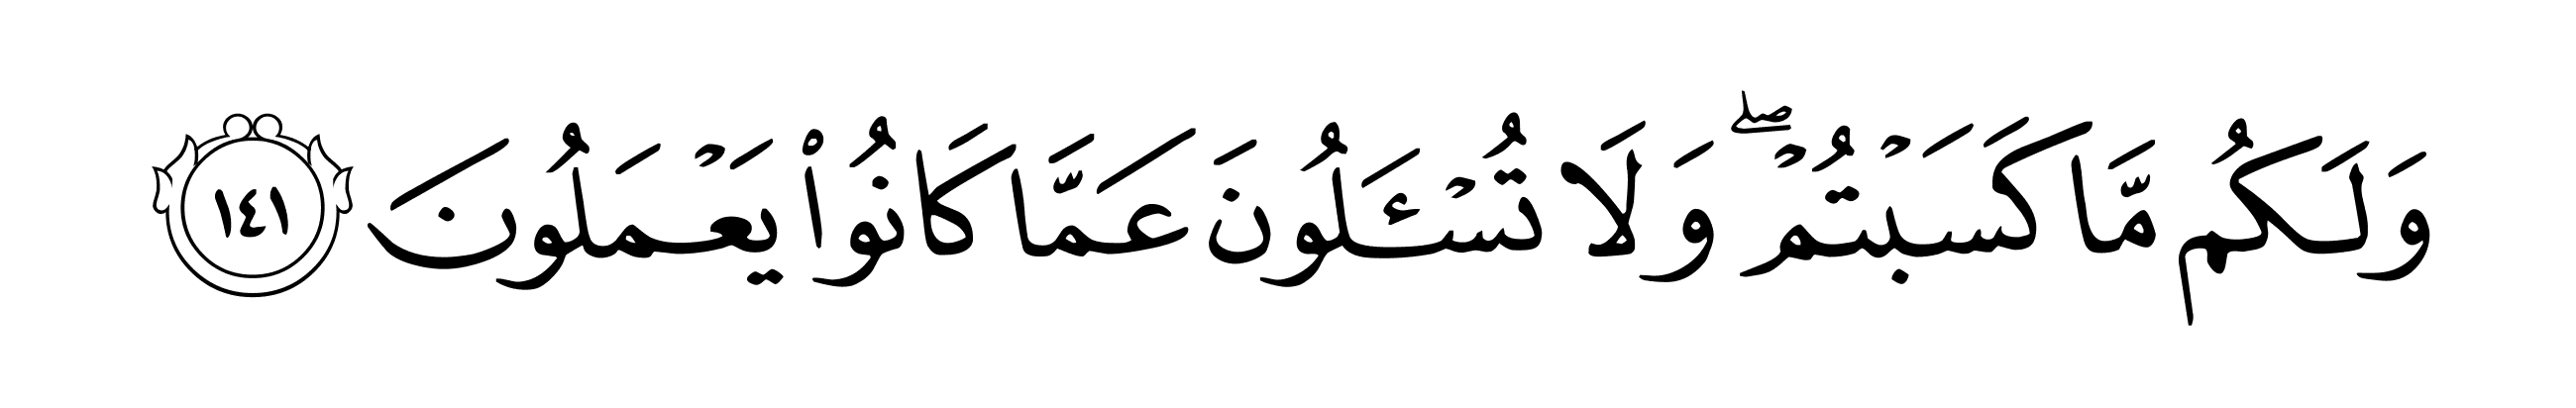 وَلَكُم مَّا كَسَبۡتُمۡۖ وَلَا تُسۡـَٔلُونَ عَمَّا كَانُواْ يَعۡمَلُونَ ١٤١